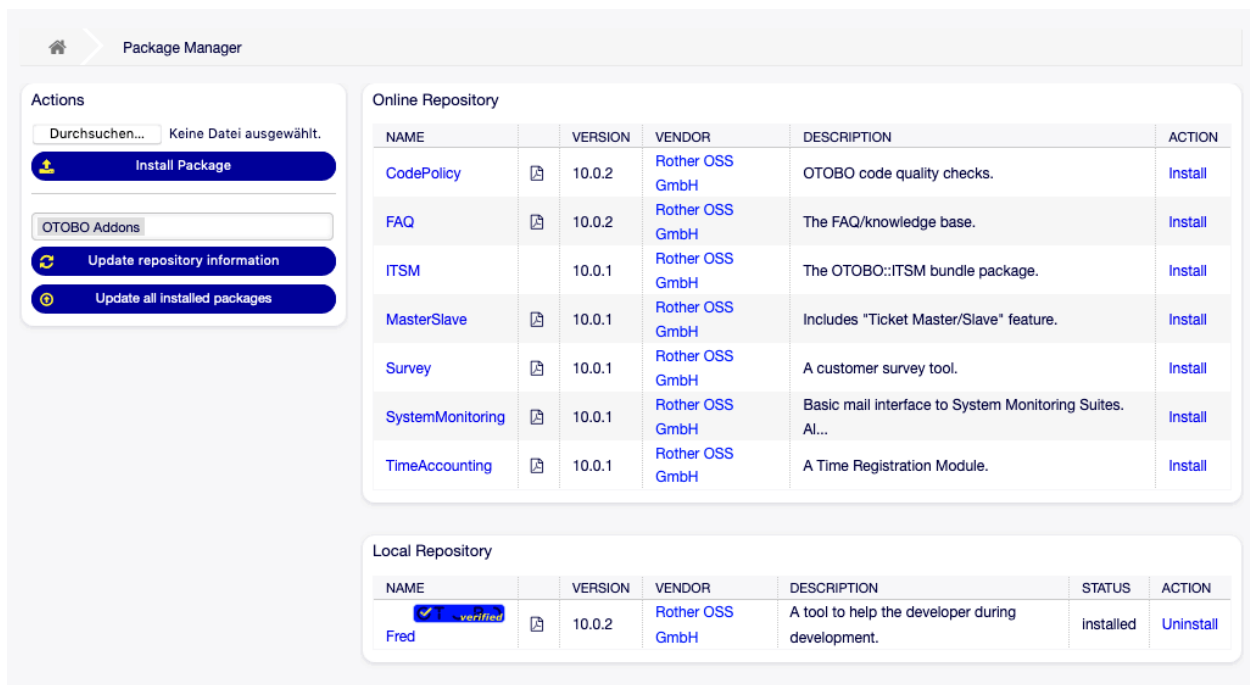 Package Manager
Actions
Durchsuchen... Keine Datei ausgewählt.
Install Package
OTOBO Addons
Update repository information
Update all installed packages
Online Repository
NAME VERSION VENDOR DESCRIPTION ACTION
CodePolicy 10.0.2 Rother OSS GmbH OTOBO code quality checks. Install
FAQ 10.0.2 Rother OSS GmbH The FAQ/knowledge base. Install
ITSM 10.0.1 Rother OSS GmbH The OTOBO::ITSM bundle package. Install
MasterSlave 10.0.1 Rother OSS GmbH Includes "Ticket Master/Slave" feature. Install
Survey 10.0.1 Rother OSS GmbH A customer survey tool. Install
SystemMonitoring 10.0.1 Rother OSS GmbH Basic mail interface to System Monitoring Suites. Al... Install
TimeAccounting 10.0.1 Rother OSS GmbH A Time Registration Module. Install
Local Repository
NAME VERSION VENDOR DESCRIPTION STATUS ACTION
verified
Fred 10.0.2 Rother OSS GmbH A tool to help the developer during development. installed Uninstall